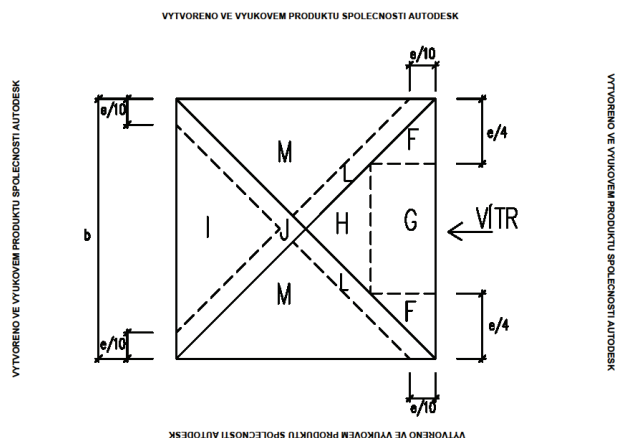 VYTVORENO VE VYUKOVEM PRODUKTU SPOLECNOSTI AUTODESK
VYTVORENO VE VYUKOVEM PRODUKTU SPOLECNOSTI AUTODESK
VYTVORENO VE VYUKOVEM PRODUKTU SPOLECNOSTI AUTODESK
e/10
e/10
e/4
F
M
L
b
I
J
H
G
VÍTR
L
M
F
e/4
e/10
e/10
VYTVORENO VE VYUKOVEM PRODUKTU SPOLECNOSTI AUTODESK